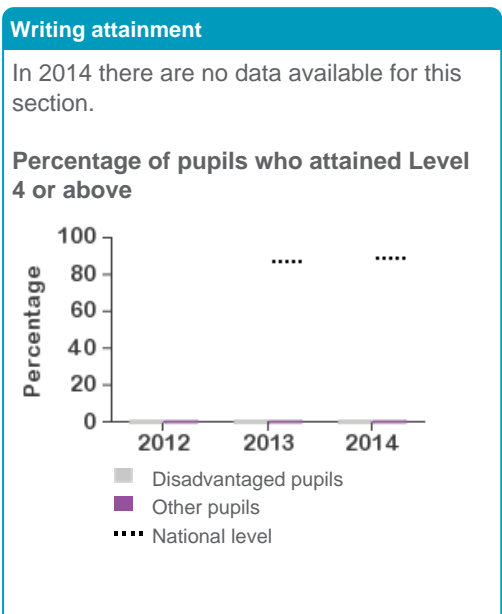 Writing attainment
In 2014 there are no data available for this
section.
Percentage of pupils who attained Level
4 or above
100
80
60
40
20
0
Percentage
2012 2013 2014
Disadvantaged pupils
Other pupils
National level